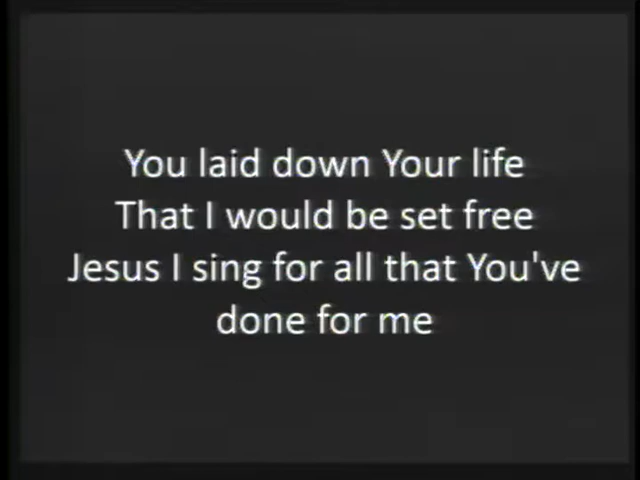 You laid down Your life
That I would be set free
Jesus I sing for all that You've
done for me